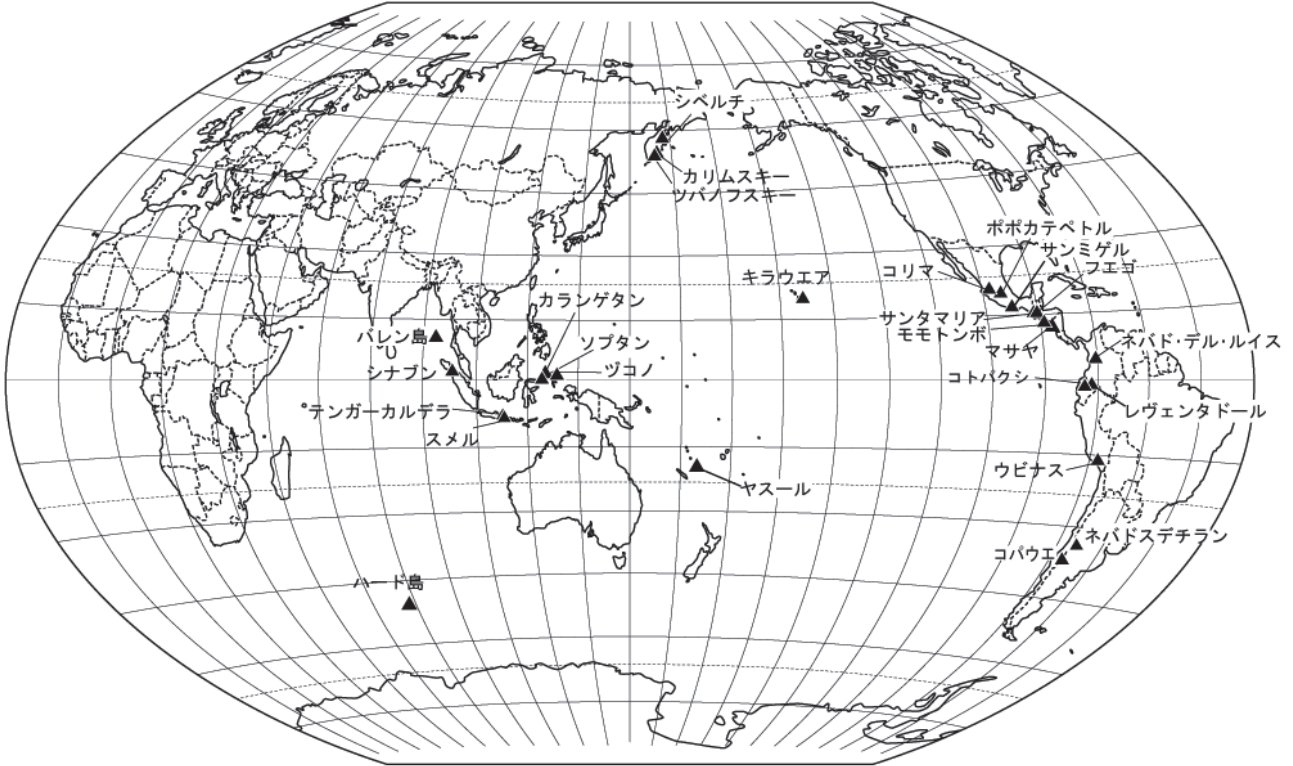 シベルチ
カリムスキー
ツパノフスキー
ポポカテペトル
サンミゲル
フエゴ
コリマ
キラウエア
カランゲタン
サンタマリア
モモトンボ
バレン島
ソプタン
マサヤ
ネバド・デル・ルイス
シナブン
ヅコノ
コトパクシ
テンガーカルデラ
レヴェンタドール
スメル
ウビナス
ヤスール
ネバドスデチラン
コパウエ
ハード島